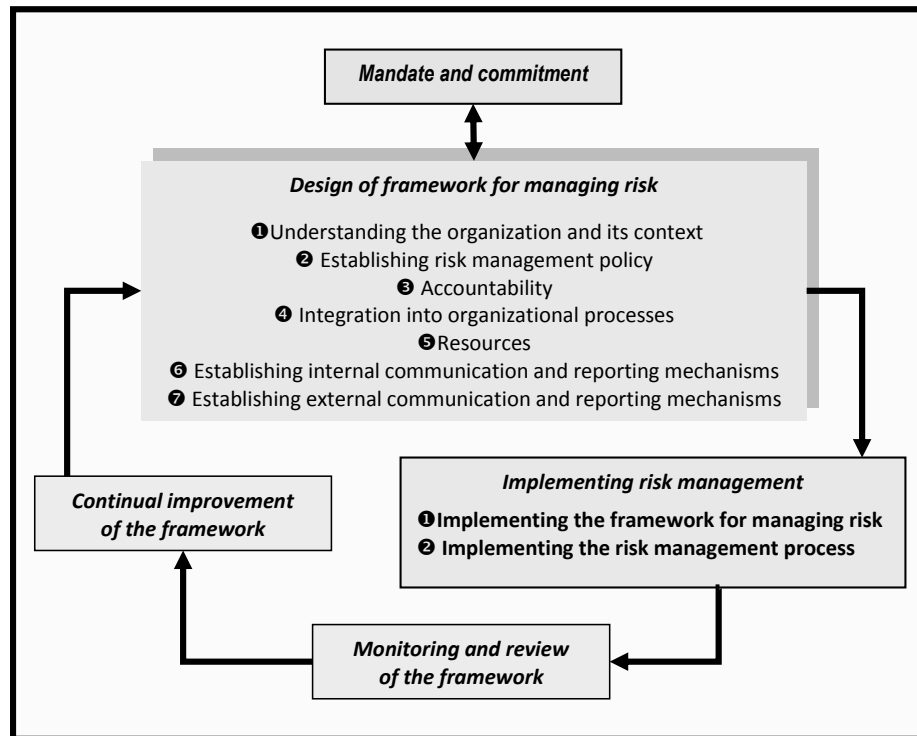 Mandate and commitment
Design of framework for managing risk
❶Understanding the organization and its context
❷ Establishing risk management policy
❸ Accountability
❹ Integration into organizational processes
❺Resources
❻ Establishing internal communication and reporting mechanisms
❼ Establishing external communication and reporting mechanisms
Implementing risk management
❶Implementing the framework for managing risk
❷ Implementing the risk management process
Continual improvement
of the framework
Monitoring and review
of the framework